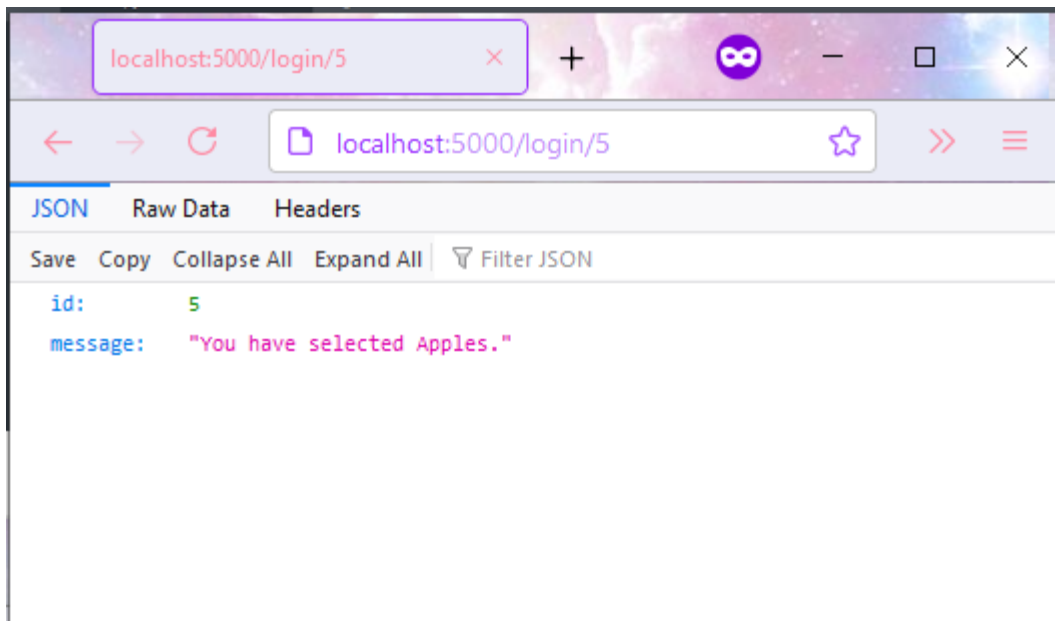 localhost:5000/login/5
localhost:5000/login/5
JSON Raw Data Headers
Save Copy Collapse All Expand All Filter JSON
id: 5
message: "You have selected Apples."